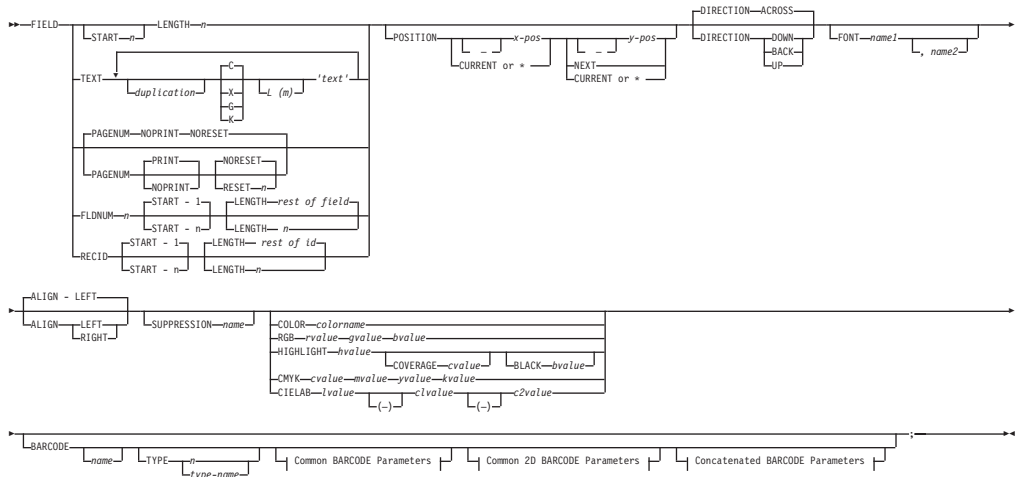 FIELD START n LENGTH n POSITION – x-pos – y-pos DIRECTION ACROSS
CURRENT or * NEXT DIRECTION DOWN FONT name1
CURRENT or * BACK , name2
UP
TEXT duplication C L (m) 'text'
X
G
K
PAGENUM NOPRINT NORESET
PAGENUM PRINT NORESET
NOPRINT RESET n
FLDNUM n START - 1 LENGTH rest of field
START - n LENGTH n
RECID START - 1 LENGTH rest of id
START - n LENGTH n
ALIGN - LEFT
ALIGN LEFT SUPPRESSION name COLOR colorname
RIGHT RGB rvalue gvalue bvalue
HIGHLIGHT hvalue COVERAGE cvalue BLACK bvalue
CMYK cvalue mvalue yvalue kvalue
CIELAB lvalue (–) clvalue (–) c2value
;
BARCODE name TYPE n Common BARCODE Parameters Common 2D BARCODE Parameters Concatenated BARCODE Parameters
type-name